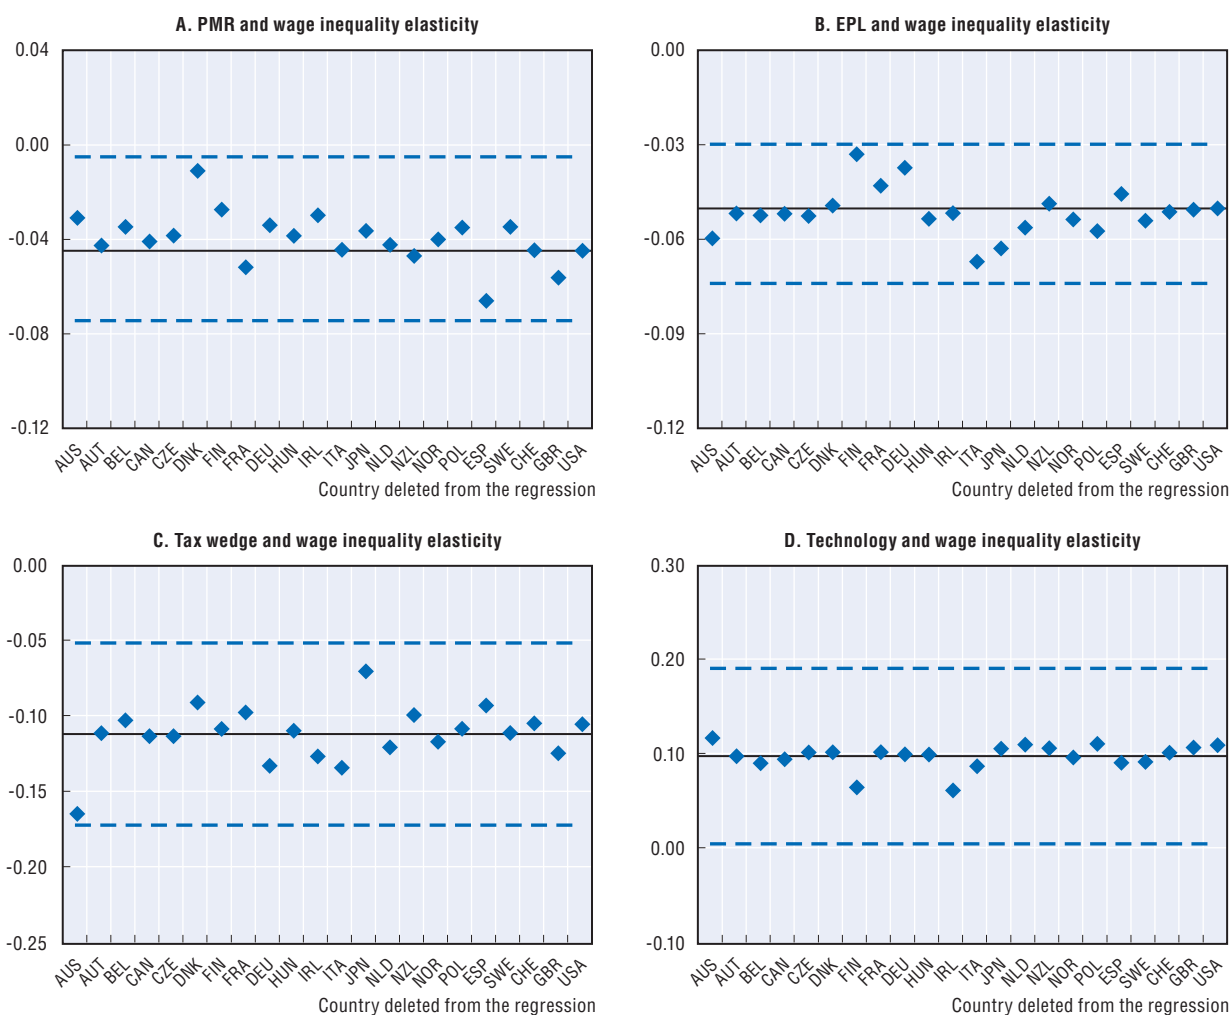 A. PMR and wage inequality elasticity
0.04
0.00
-0.04
-0.08
-0.12
AUS AUT BEL CAN CZE DNK FIN FRA DEU HUN IRL ITA JPN NLD NZL NOR POL ESP SWE CHE GBR USA
Country deleted from the regression
B. EPL and wage inequality elasticity
0.00
-0.03
-0.06
-0.09
-0.12
AUS AUT BEL CAN CZE DNK FIN FRA DEU HUN IRL ITA JPN NLD NZL NOR POL ESP SWE CHE GBR USA
Country deleted from the regression
C. Tax wedge and wage inequality elasticity
0.00
-0.05
-0.10
-0.15
-0.20
-0.25
AUS AUT BEL CAN CZE DNK FIN FRA DEU HUN IRL ITA JPN NLD NZL NOR POL ESP SWE CHE GBR USA
Country deleted from the regression
D. Technology and wage inequality elasticity
0.30
0.20
0.10
0.00
-0.10
AUS AUT BEL CAN CZE DNK FIN FRA DEU HUN IRL ITA JPN NLD NZL NOR POL ESP SWE CHE GBR USA
Country deleted from the regression